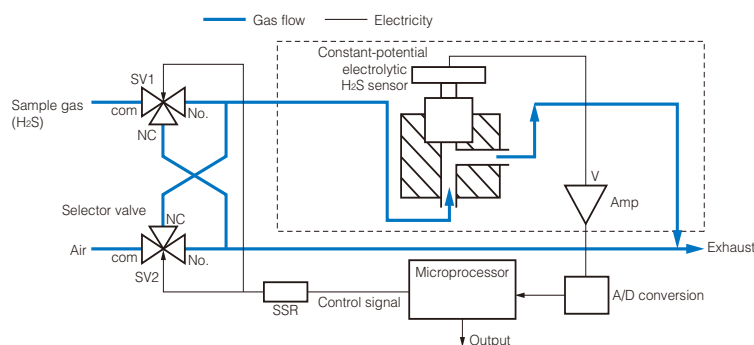 Gas flow
Electricity
Constant-potential
electrolytic
H₂S sensor
SV1
Sample gas
(H₂S)
com
No.
NC
V
Amp
Selector valve
NC
Air
com
No.
SV2
Exhaust
Microprocessor
SSR
Control signal
A/D conversion
Output